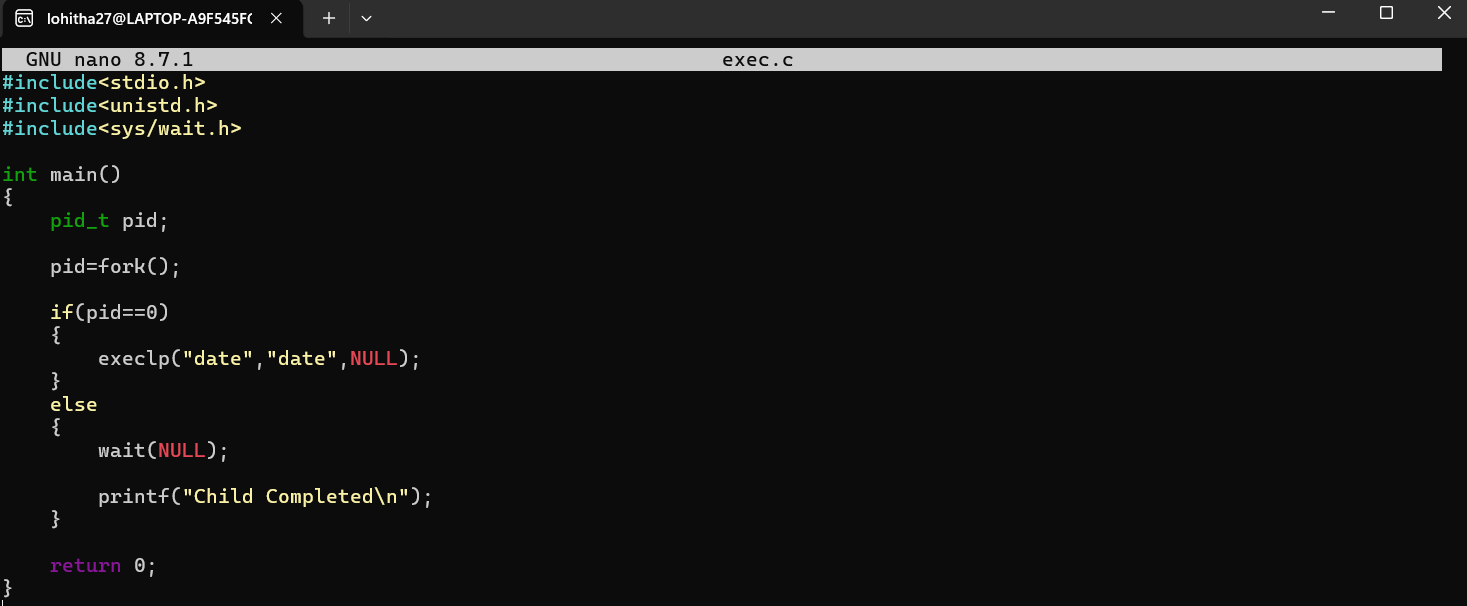 lohitha27@LAPTOP-A9F545F
GNU nano 8.7.1 exec.c
#include<stdio.h>
#include<unistd.h>
#include<sys/wait.h>
int main()
{
    pid_t pid;
    pid=fork();
    if(pid==0)
    {
        execlp("date","date",NULL);
    }
    else
    {
        wait(NULL);
        printf("Child Completed\n");
    }
    return 0;
}